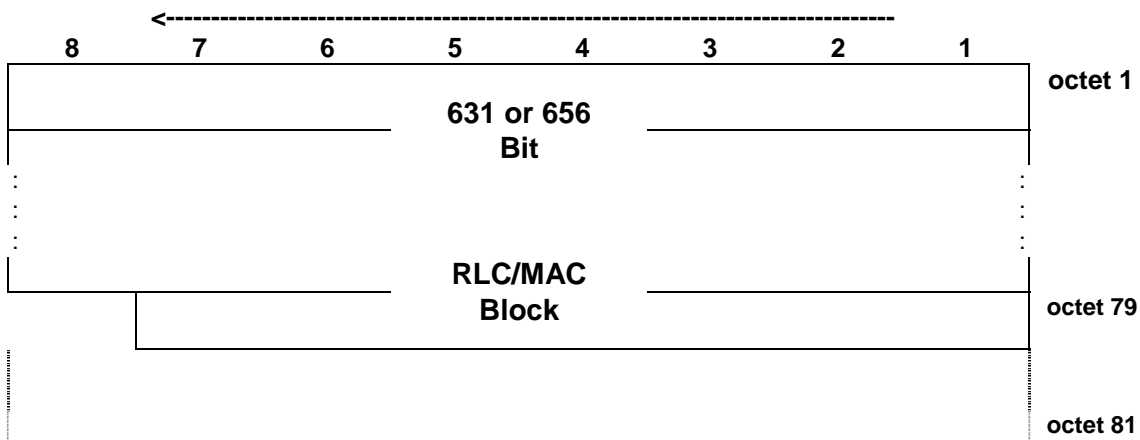 <--------------------------------------------------------------------------------
8 7 6 5 4 3 2 1
octet 1
631 or 656
Bit
: :
: :
: :
RLC/MAC
Block
octet 79
octet 81